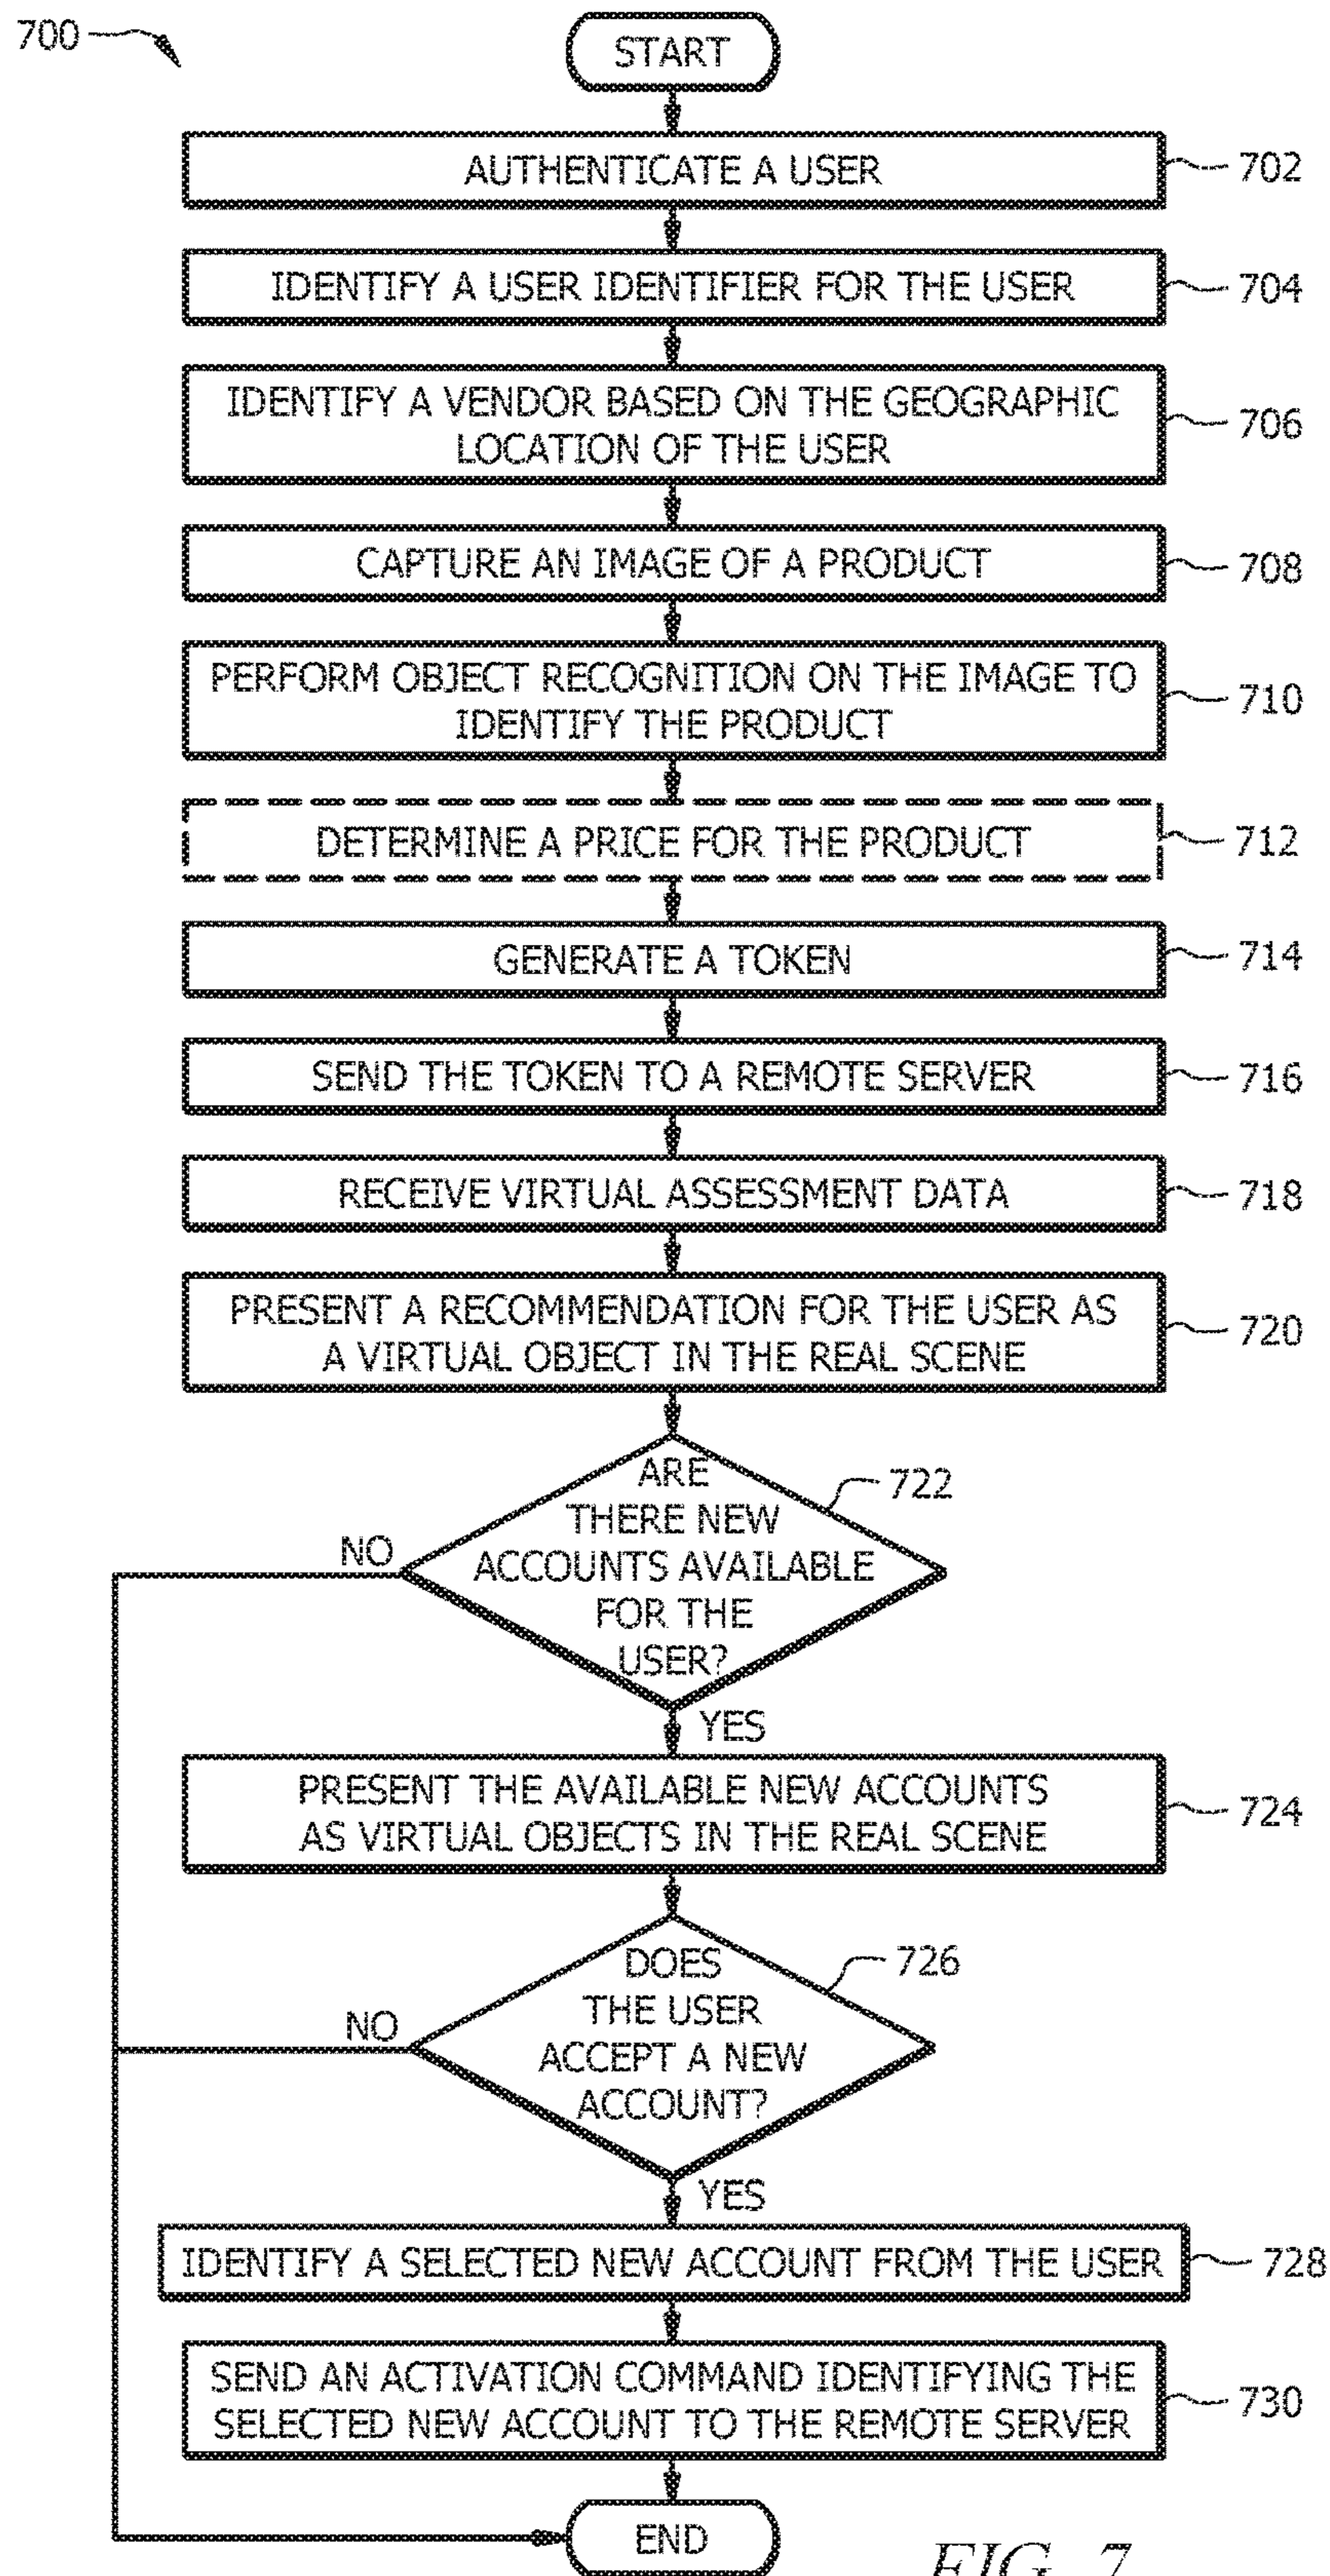 700
START
AUTHENTICATE A USER
702
IDENTIFY A USER IDENTIFIER FOR THE USER
704
IDENTIFY A VENDOR BASED ON THE GEOGRAPHIC
LOCATION OF THE USER
706
CAPTURE AN IMAGE OF A PRODUCT
708
PERFORM OBJECT RECOGNITION ON THE IMAGE TO
IDENTIFY THE PRODUCT
710
DETERMINE A PRICE FOR THE PRODUCT
712
GENERATE A TOKEN
714
SEND THE TOKEN TO A REMOTE SERVER
716
RECEIVE VIRTUAL ASSESSMENT DATA
718
PRESENT A RECOMMENDATION FOR THE USER AS
A VIRTUAL OBJECT IN THE REAL SCENE
720
ARE
THERE NEW
ACCOUNTS AVAILABLE
FOR THE
USER?
722
NO
YES
PRESENT THE AVAILABLE NEW ACCOUNTS
AS VIRTUAL OBJECTS IN THE REAL SCENE
724
DOES
THE USER
ACCEPT A NEW
ACCOUNT?
726
NO
YES
IDENTIFY A SELECTED NEW ACCOUNT FROM THE USER
728
SEND AN ACTIVATION COMMAND IDENTIFYING THE
SELECTED NEW ACCOUNT TO THE REMOTE SERVER
730
END
FIG. 7